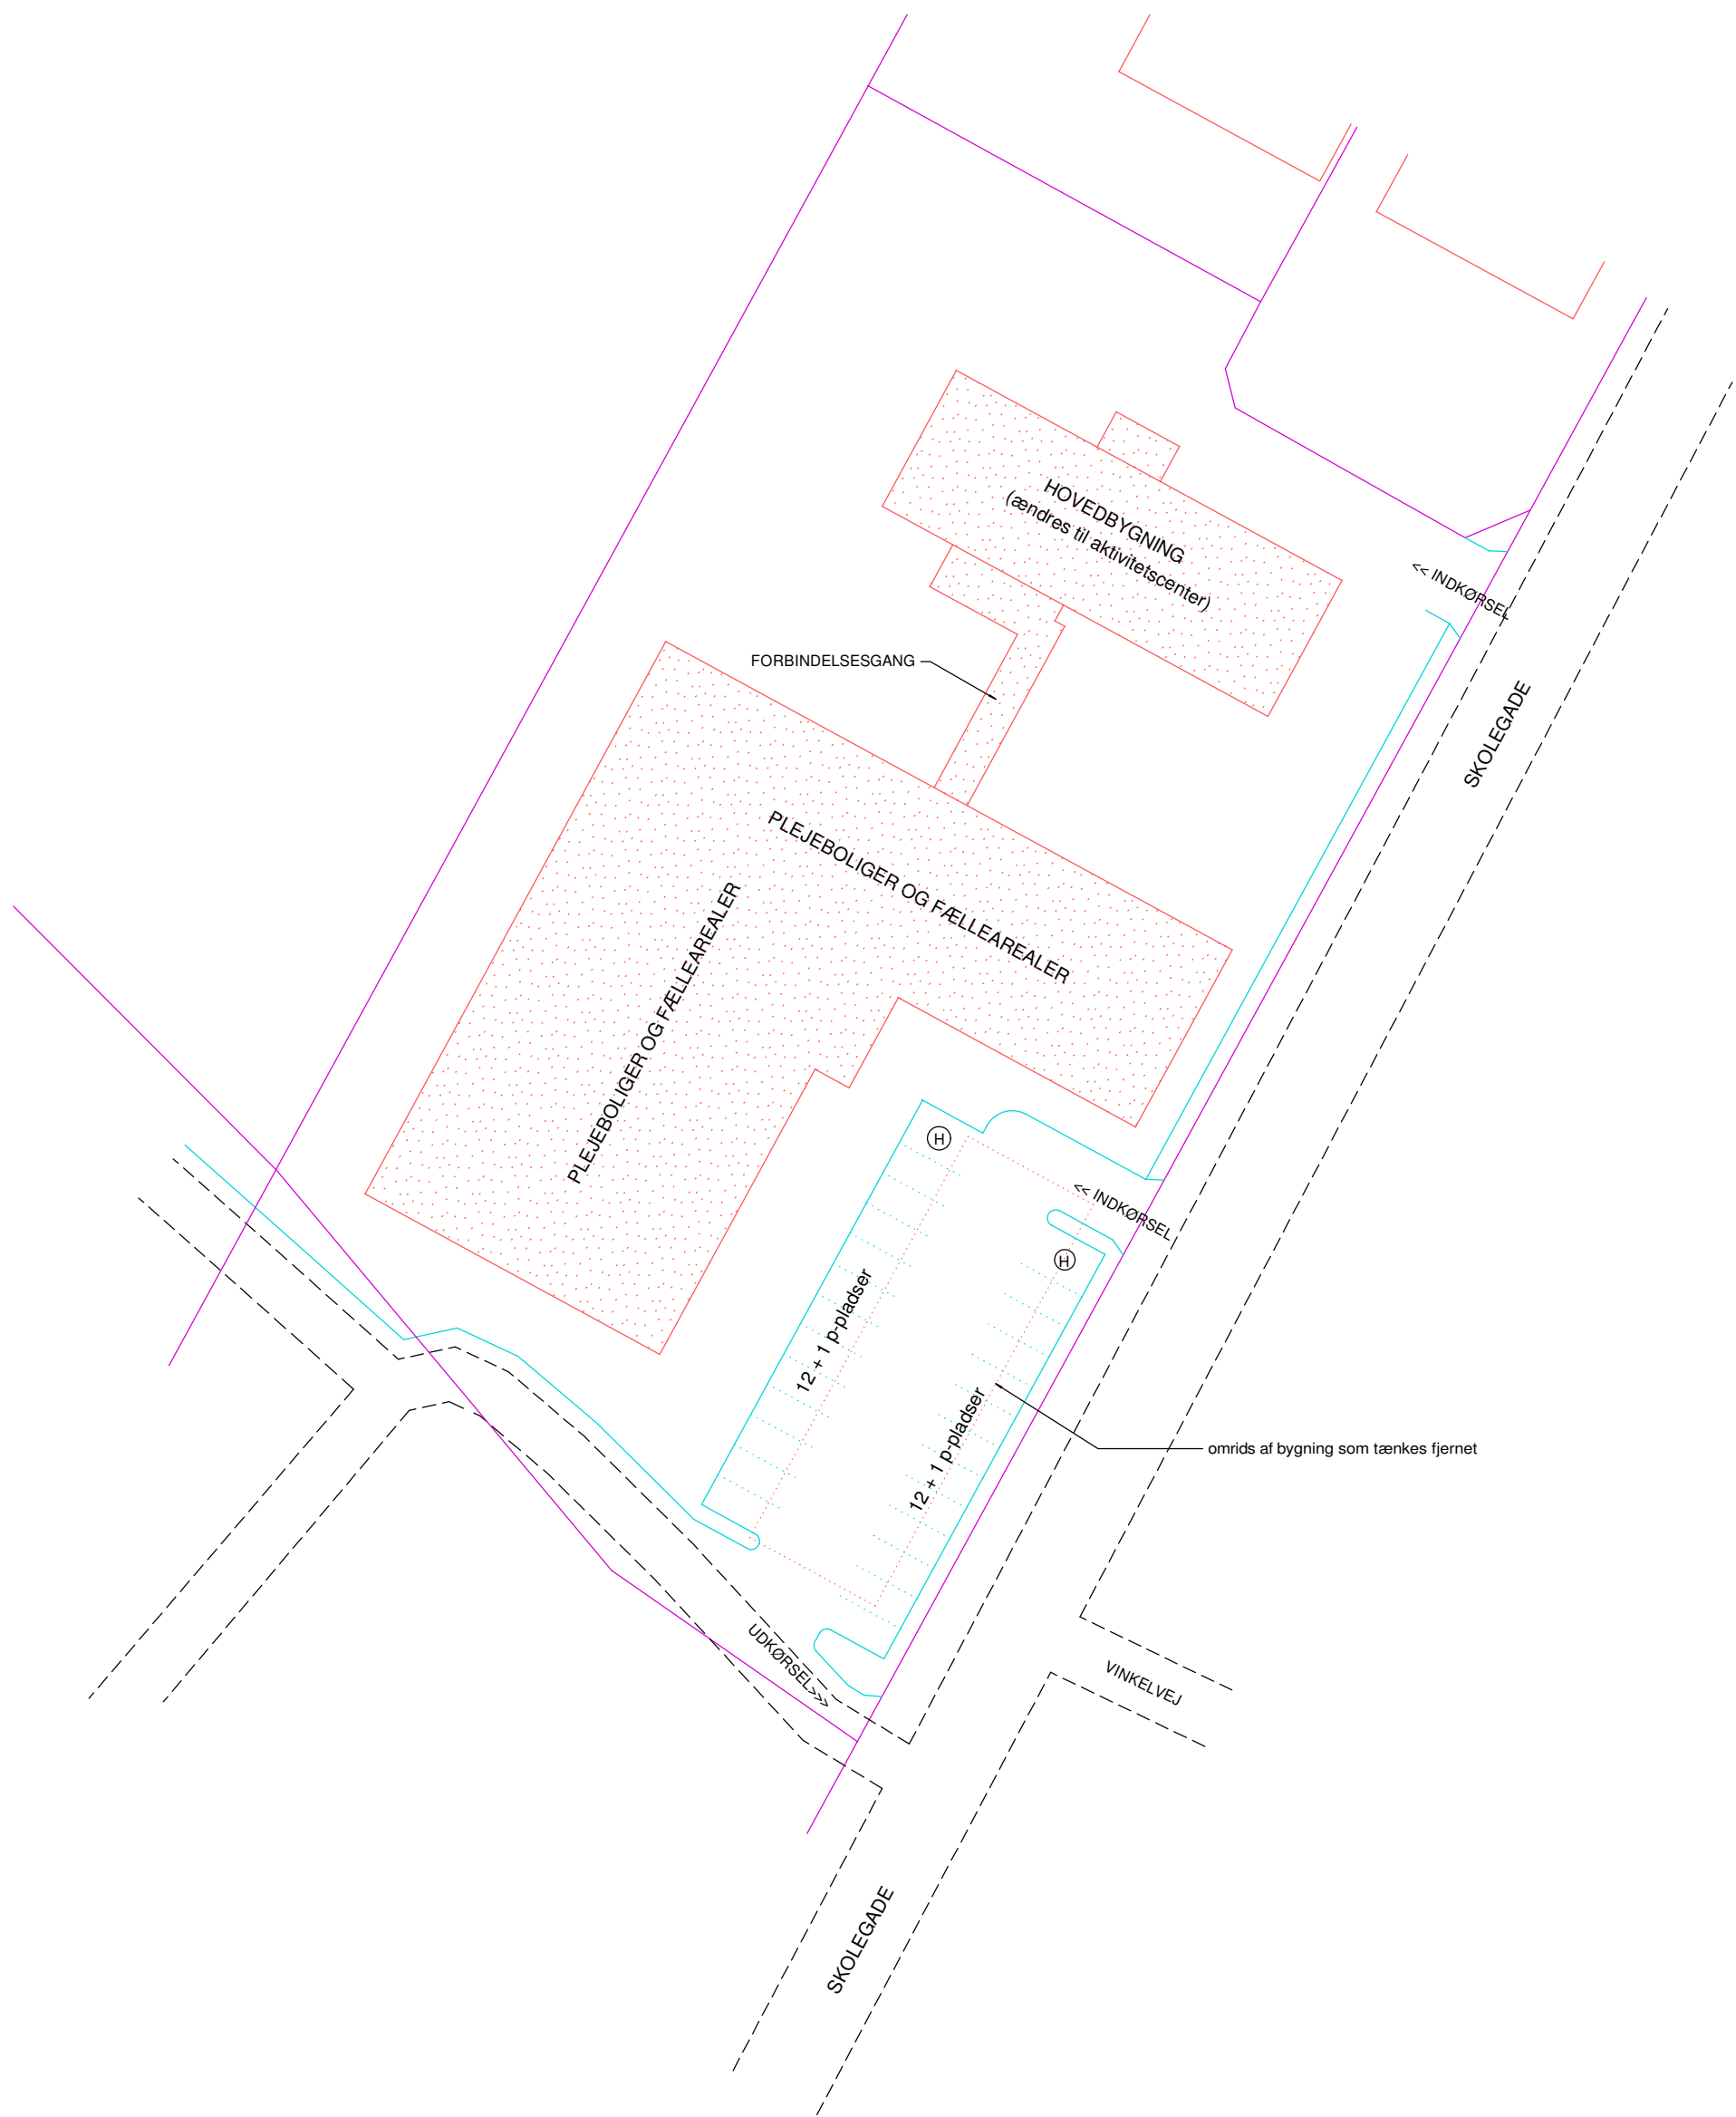 HOVEDBYGNING
(ændres til aktivitetscenter)
<< INDKØRSEL
FORBINDELSESGANG
SKOLEGADE
PLEJEBOLIGER OG FÆLLEAREALER
PLEJEBOLIGER OG FÆLLEAREALER
H
<< INDKØRSEL
H
12 + 1 p-pladser
12 + 1 p-pladser
omrids af bygning som tænkes fjernet
UDKØRSEL>>>
VINKELVEJ
SKOLEGADE